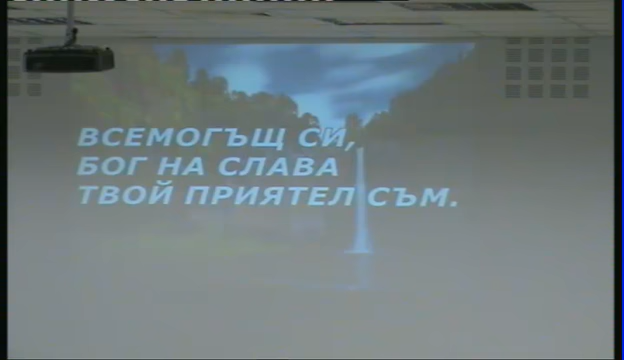 ВСЕМОГЪЩ СИ,
БОГ НА СЛАВА
ТВОЙ ПРИЯТЕЛ СЪМ.